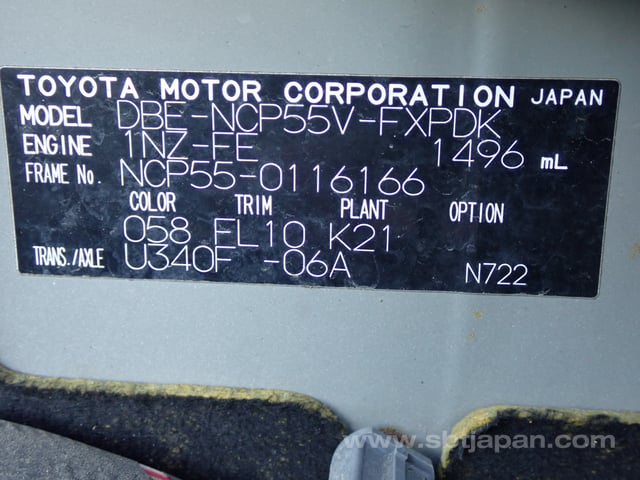 TOYOTA MOTOR CORPORATION JAPAN
MODEL DBE-NCP55V-FXPDK
ENGINE 1NZ-FE 1496 mL
FRAME No. NCP55-0116166
COLOR TRIM PLANT OPTION
058 FL10 K21
TRANS./AXLE U340F -06A N722
www.sbtjapan.com